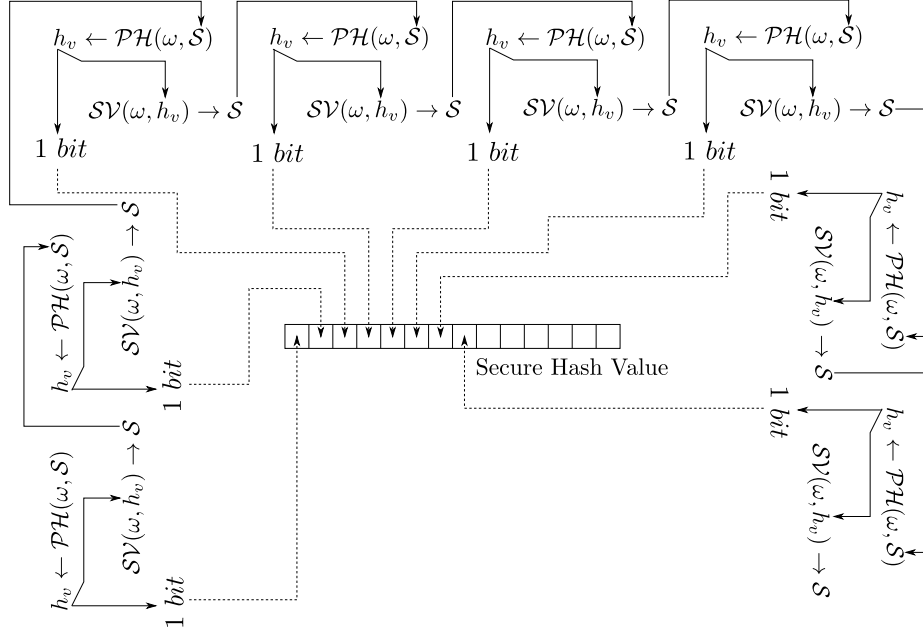 h_v ← 𝒫ℋ(ω, 𝒮)
𝒮𝒱(ω, h_v) → 𝒮
1 bit
h_v ← 𝒫ℋ(ω, 𝒮)
𝒮𝒱(ω, h_v) → 𝒮
1 bit
h_v ← 𝒫ℋ(ω, 𝒮)
𝒮𝒱(ω, h_v) → 𝒮
1 bit
h_v ← 𝒫ℋ(ω, 𝒮)
𝒮𝒱(ω, h_v) → 𝒮
1 bit
h_v ← 𝒫ℋ(ω, 𝒮)
𝒮𝒱(ω, h_v) → 𝒮
1 bit
1 bit
𝒮𝒱(ω, h_v) → 𝒮
h_v ← 𝒫ℋ(ω, 𝒮)
Secure Hash Value
h_v ← 𝒫ℋ(ω, 𝒮)
𝒮𝒱(ω, h_v) → 𝒮
1 bit
1 bit
𝒮𝒱(ω, h_v) → 𝒮
h_v ← 𝒫ℋ(ω, 𝒮)